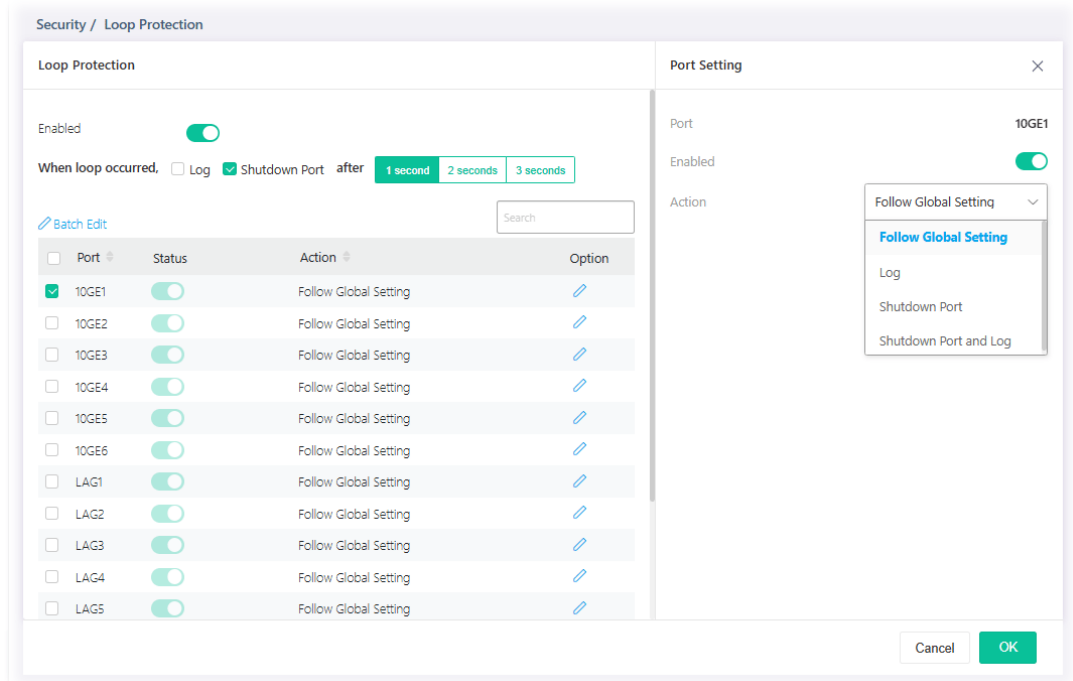 Security / Loop Protection
Loop Protection
Enabled
When loop occurred, Log Shutdown Port after 1 second 2 seconds 3 seconds
Batch Edit
Search
Port Status Action Option
10GE1 Follow Global Setting
10GE2 Follow Global Setting
10GE3 Follow Global Setting
10GE4 Follow Global Setting
10GE5 Follow Global Setting
10GE6 Follow Global Setting
LAG1 Follow Global Setting
LAG2 Follow Global Setting
LAG3 Follow Global Setting
LAG4 Follow Global Setting
LAG5 Follow Global Setting
Port Setting
Port 10GE1
Enabled
Action Follow Global Setting
Follow Global Setting
Log
Shutdown Port
Shutdown Port and Log
Cancel OK